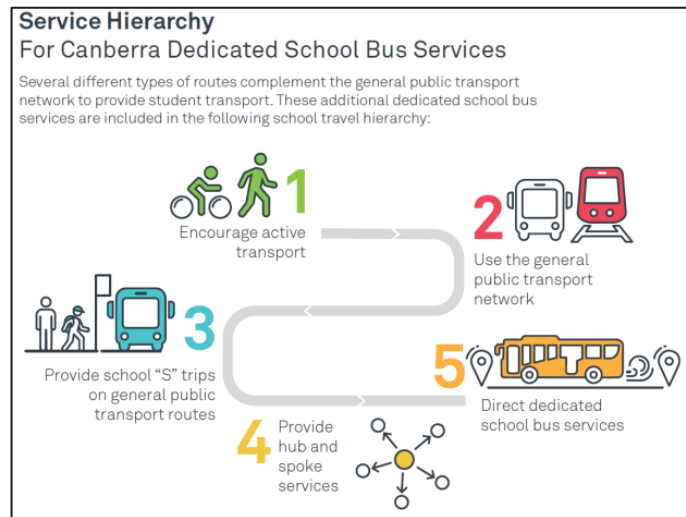 Service Hierarchy
For Canberra Dedicated School Bus Services
Several different types of routes complement the general public transport
network to provide student transport. These additional dedicated school bus
services are included in the following school travel hierarchy:
1
Encourage active
transport
2
Use the general
public transport
network
3
Provide school “S” trips
on general public
transport routes
4
Provide
hub and
spoke
services
5
Direct dedicated
school bus services